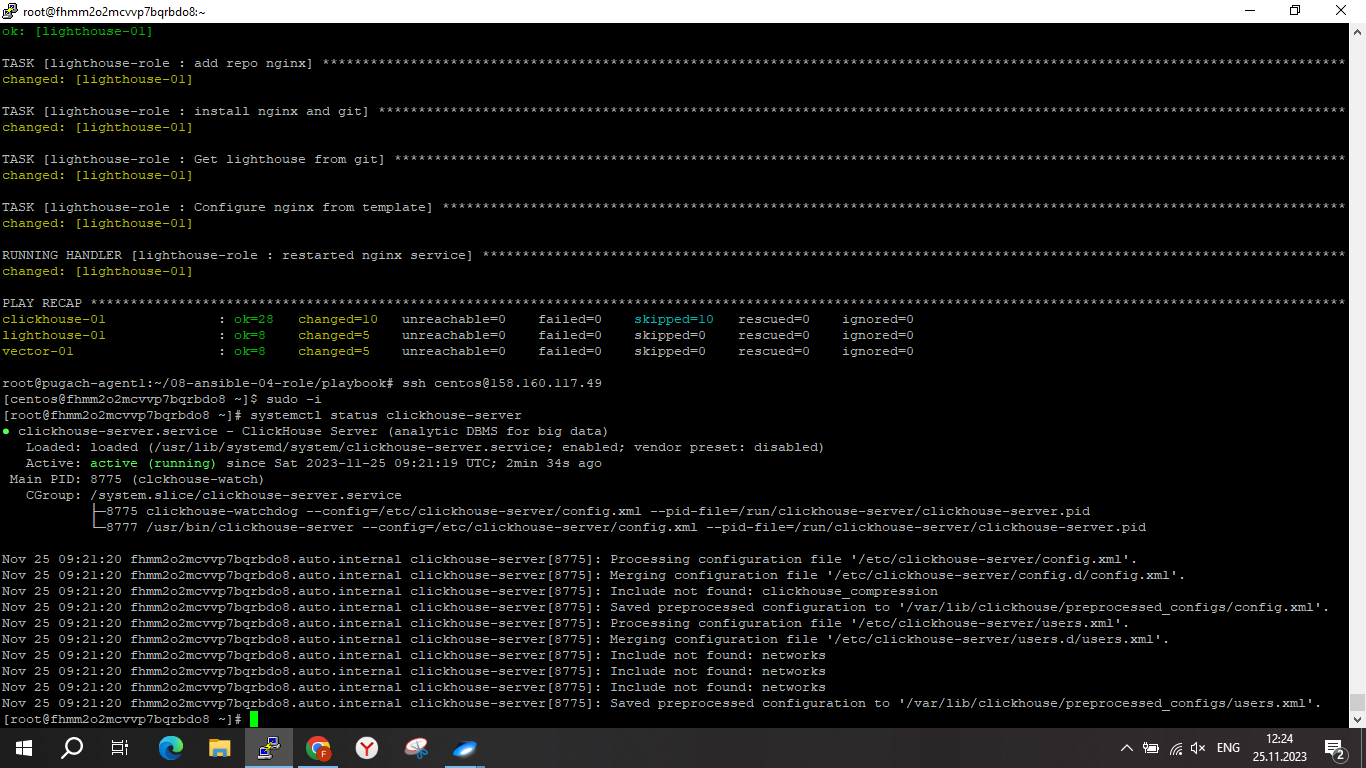 root@fhmm2o2mcvvp7bqrbdo8:~
ok: [lighthouse-01]
TASK [lighthouse-role : add repo nginx] ********************************************************************************************************************************
changed: [lighthouse-01]
TASK [lighthouse-role : install nginx and git] *************************************************************************************************************************
changed: [lighthouse-01]
TASK [lighthouse-role : Get lighthouse from git] ***********************************************************************************************************************
changed: [lighthouse-01]
TASK [lighthouse-role : Configure nginx from template] *****************************************************************************************************************
changed: [lighthouse-01]
RUNNING HANDLER [lighthouse-role : restarted nginx service] ************************************************************************************************************
changed: [lighthouse-01]
PLAY RECAP *************************************************************************************************************************************************************
clickhouse-01 : ok=28 changed=10 unreachable=0 failed=0 skipped=10 rescued=0 ignored=0
lighthouse-01 : ok=8 changed=5 unreachable=0 failed=0 skipped=0 rescued=0 ignored=0
vector-01 : ok=8 changed=5 unreachable=0 failed=0 skipped=0 rescued=0 ignored=0
root@pugach-agent1:~/08-ansible-04-role/playbook# ssh centos@158.160.117.49
[centos@fhmm2o2mcvvp7bqrbdo8 ~]$ sudo -i
[root@fhmm2o2mcvvp7bqrbdo8 ~]# systemctl status clickhouse-server
● clickhouse-server.service - ClickHouse Server (analytic DBMS for big data)
Loaded: loaded (/usr/lib/systemd/system/clickhouse-server.service; enabled; vendor preset: disabled)
Active: active (running) since Sat 2023-11-25 09:21:19 UTC; 2min 34s ago
Main PID: 8775 (clckhouse-watch)
CGroup: /system.slice/clickhouse-server.service
├─8775 clickhouse-watchdog --config=/etc/clickhouse-server/config.xml --pid-file=/run/clickhouse-server/clickhouse-server.pid
└─8777 /usr/bin/clickhouse-server --config=/etc/clickhouse-server/config.xml --pid-file=/run/clickhouse-server/clickhouse-server.pid
Nov 25 09:21:20 fhmm2o2mcvvp7bqrbdo8.auto.internal clickhouse-server[8775]: Processing configuration file '/etc/clickhouse-server/config.xml'.
Nov 25 09:21:20 fhmm2o2mcvvp7bqrbdo8.auto.internal clickhouse-server[8775]: Merging configuration file '/etc/clickhouse-server/config.d/config.xml'.
Nov 25 09:21:20 fhmm2o2mcvvp7bqrbdo8.auto.internal clickhouse-server[8775]: Include not found: clickhouse_compression
Nov 25 09:21:20 fhmm2o2mcvvp7bqrbdo8.auto.internal clickhouse-server[8775]: Saved preprocessed configuration to '/var/lib/clickhouse/preprocessed_configs/config.xml'.
Nov 25 09:21:20 fhmm2o2mcvvp7bqrbdo8.auto.internal clickhouse-server[8775]: Processing configuration file '/etc/clickhouse-server/users.xml'.
Nov 25 09:21:20 fhmm2o2mcvvp7bqrbdo8.auto.internal clickhouse-server[8775]: Merging configuration file '/etc/clickhouse-server/users.d/users.xml'.
Nov 25 09:21:20 fhmm2o2mcvvp7bqrbdo8.auto.internal clickhouse-server[8775]: Include not found: networks
Nov 25 09:21:20 fhmm2o2mcvvp7bqrbdo8.auto.internal clickhouse-server[8775]: Include not found: networks
Nov 25 09:21:20 fhmm2o2mcvvp7bqrbdo8.auto.internal clickhouse-server[8775]: Include not found: networks
Nov 25 09:21:20 fhmm2o2mcvvp7bqrbdo8.auto.internal clickhouse-server[8775]: Saved preprocessed configuration to '/var/lib/clickhouse/preprocessed_configs/users.xml'.
[root@fhmm2o2mcvvp7bqrbdo8 ~]#
ENG
12:24
25.11.2023
2